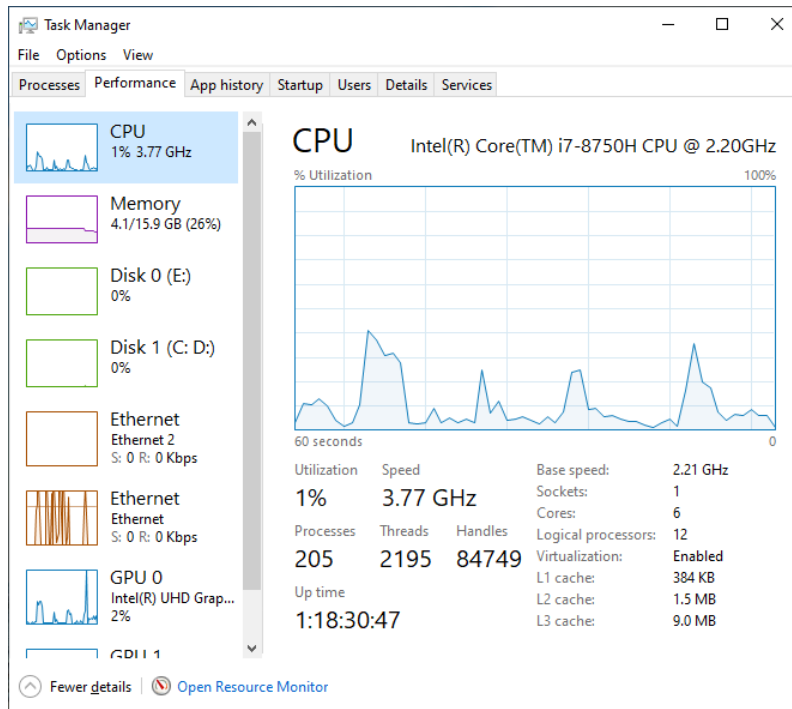 Task Manager
File Options View
Processes Performance App history Startup Users Details Services
CPU
1% 3.77 GHz
Memory
4.1/15.9 GB (26%)
Disk 0 (E:)
0%
Disk 1 (C: D:)
0%
Ethernet
Ethernet 2
S: 0 R: 0 Kbps
Ethernet
Ethernet
S: 0 R: 0 Kbps
GPU 0
Intel(R) UHD Grap...
2%
GPU 1
CPU Intel(R) Core(TM) i7-8750H CPU @ 2.20GHz
% Utilization 100%
60 seconds 0
Utilization Speed
1% 3.77 GHz
Processes Threads Handles
205 2195 84749
Up time
1:18:30:47
Base speed: 2.21 GHz
Sockets: 1
Cores: 6
Logical processors: 12
Virtualization: Enabled
L1 cache: 384 KB
L2 cache: 1.5 MB
L3 cache: 9.0 MB
Fewer details Open Resource Monitor